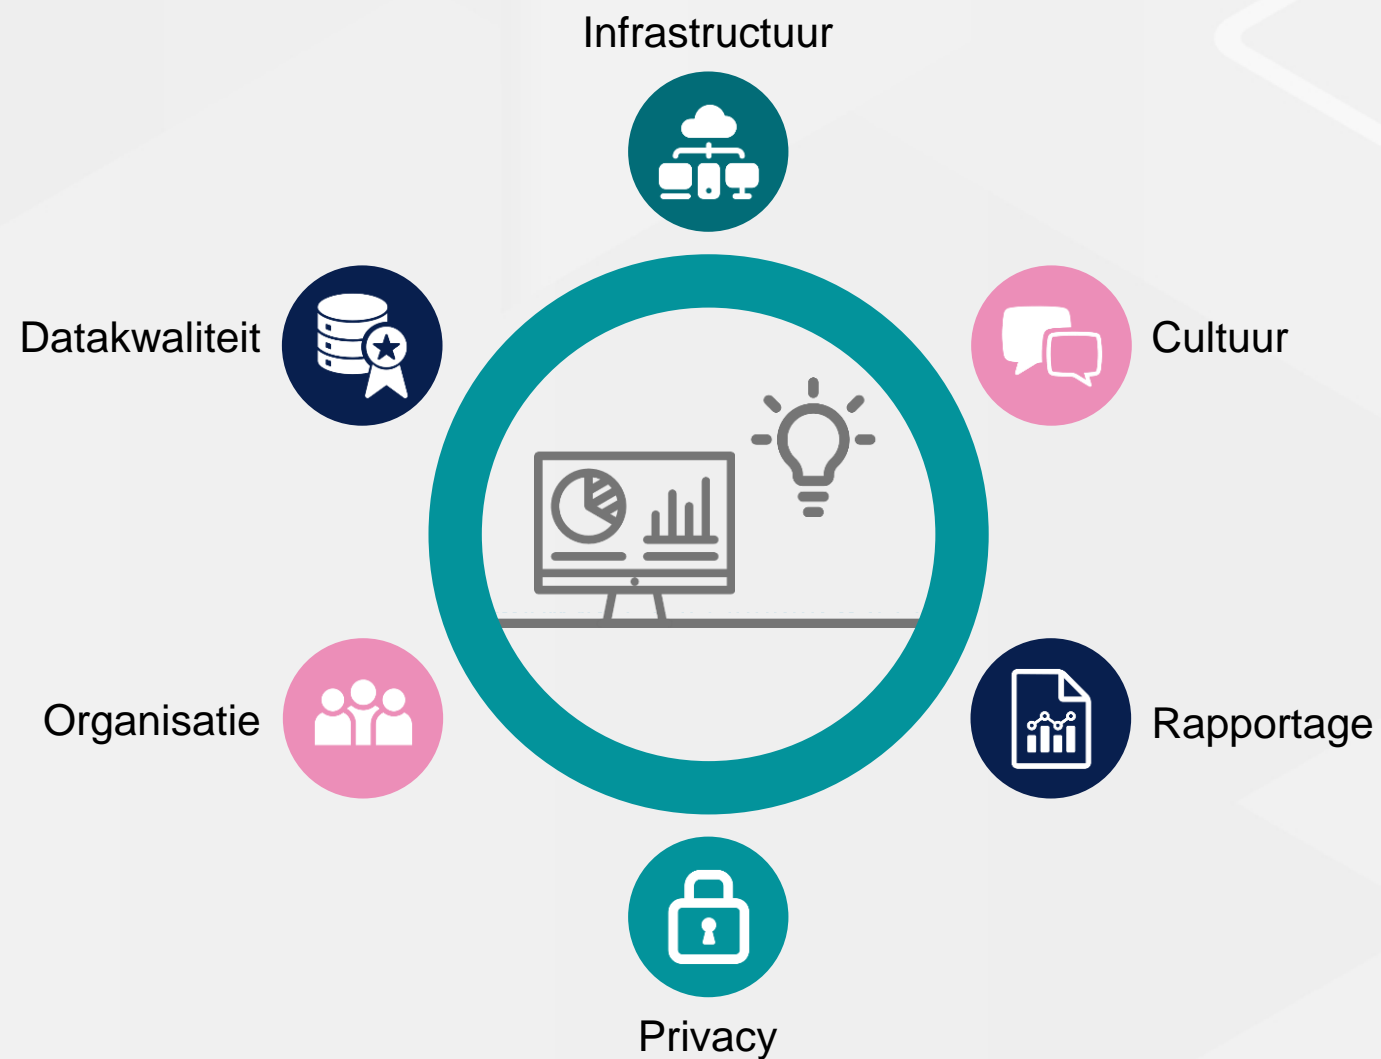 Infrastructuur
Datakwaliteit
Cultuur
Organisatie
Rapportage
Privacy